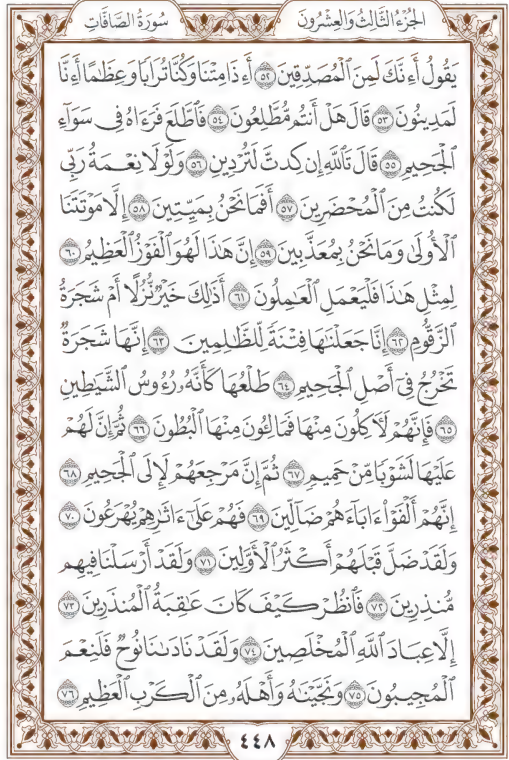 الجُزْءُ الثَّالِثُ وَالعِشْرُونَ
سُورَةُ الصَّافَّاتِ
يَقُولُ أَءِنَّكَ لَمِنَ ٱلْمُصَدِّقِينَ ٥٢ أَءِذَا مِتْنَا وَكُنَّا تُرَابًا وَعِظَٰمًا أَءِنَّا
لَمَدِينُونَ ٥٣ قَالَ هَلْ أَنتُم مُّطَّلِعُونَ ٥٤ فَٱطَّلَعَ فَرَءَاهُ فِى سَوَآءِ
ٱلْجَحِيمِ ٥٥ قَالَ تَٱللَّهِ إِن كِدتَّ لَتُرْدِينِ ٥٦ وَلَوْلَا نِعْمَةُ رَبِّى
لَكُنتُ مِنَ ٱلْمُحْضَرِينَ ٥٧ أَفَمَا نَحْنُ بِمَيِّتِينَ ٥٨ إِلَّا مَوْتَتَنَا
ٱلْأُولَىٰ وَمَا نَحْنُ بِمُعَذَّبِينَ ٥٩ إِنَّ هَٰذَا لَهُوَ ٱلْفَوْزُ ٱلْعَظِيمُ ٦٠
لِمِثْلِ هَٰذَا فَلْيَعْمَلِ ٱلْعَٰمِلُونَ ٦١ أَذَٰلِكَ خَيْرٌ نُّزُلًا أَمْ شَجَرَةُ
ٱلزَّقُّومِ ٦٢ إِنَّا جَعَلْنَٰهَا فِتْنَةً لِّلظَّٰلِمِينَ ٦٣ إِنَّهَا شَجَرَةٌ
تَخْرُجُ فِىٓ أَصْلِ ٱلْجَحِيمِ ٦٤ طَلْعُهَا كَأَنَّهُۥ رُءُوسُ ٱلشَّيَٰطِينِ
٦٥ فَإِنَّهُمْ لَءَاكِلُونَ مِنْهَا فَمَالِـُٔونَ مِنْهَا ٱلْبُطُونَ ٦٦ ثُمَّ إِنَّ لَهُمْ
عَلَيْهَا لَشَوْبًا مِّنْ حَمِيمٍ ٦٧ ثُمَّ إِنَّ مَرْجِعَهُمْ لَإِلَى ٱلْجَحِيمِ ٦٨
إِنَّهُمْ أَلْفَوْا۟ ءَابَآءَهُمْ ضَآلِّينَ ٦٩ فَهُمْ عَلَىٰٓ ءَاثَٰرِهِمْ يُهْرَعُونَ ٧٠
وَلَقَدْ ضَلَّ قَبْلَهُمْ أَكْثَرُ ٱلْأَوَّلِينَ ٧١ وَلَقَدْ أَرْسَلْنَا فِيهِم
مُّنذِرِينَ ٧٢ فَٱنظُرْ كَيْفَ كَانَ عَٰقِبَةُ ٱلْمُنذَرِينَ ٧٣
إِلَّا عِبَادَ ٱللَّهِ ٱلْمُخْلَصِينَ ٧٤ وَلَقَدْ نَادَىٰنَا نُوحٌ فَلَنِعْمَ
ٱلْمُجِيبُونَ ٧٥ وَنَجَّيْنَٰهُ وَأَهْلَهُۥ مِنَ ٱلْكَرْبِ ٱلْعَظِيمِ ٧٦
٤٤٨